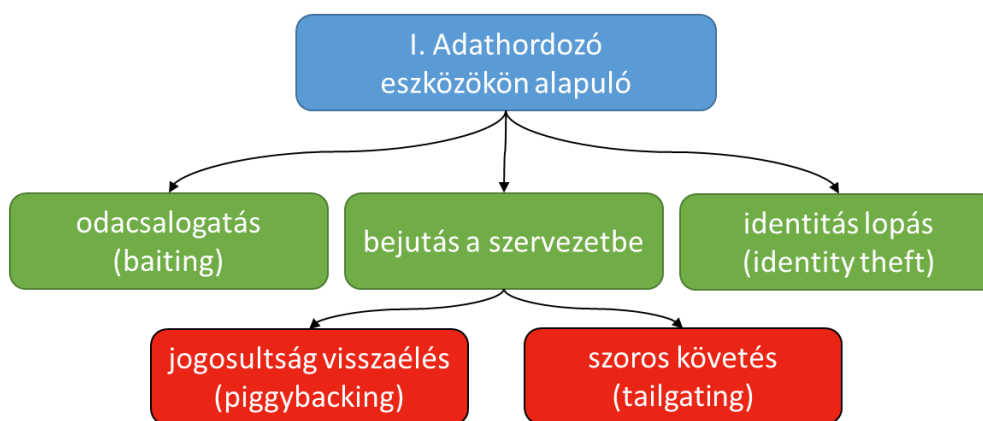 I. Adathordozó
eszközökön alapuló
odacsalogatás
(baiting)
bejutás a szervezetbe
identitás lopás
(identity theft)
jogosultság visszaélés
(piggybacking)
szoros követés
(tailgating)